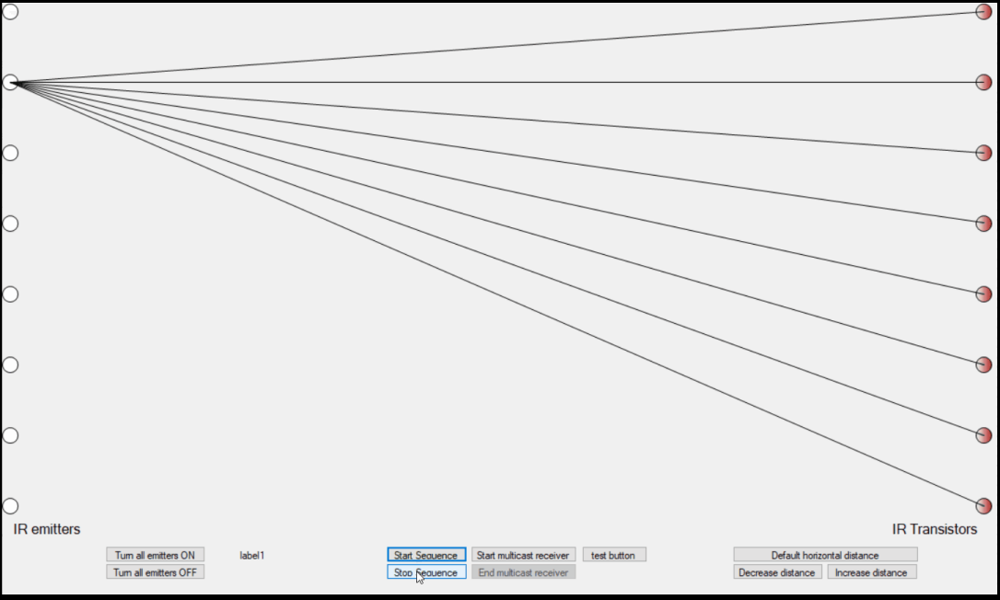 IR emitters
IR Transistors
Turn all emitters ON
label1
Start Sequence
Start multicast receiver
test button
Default horizontal distance
Turn all emitters OFF
Stop Sequence
End multicast receiver
Decrease distance
Increase distance